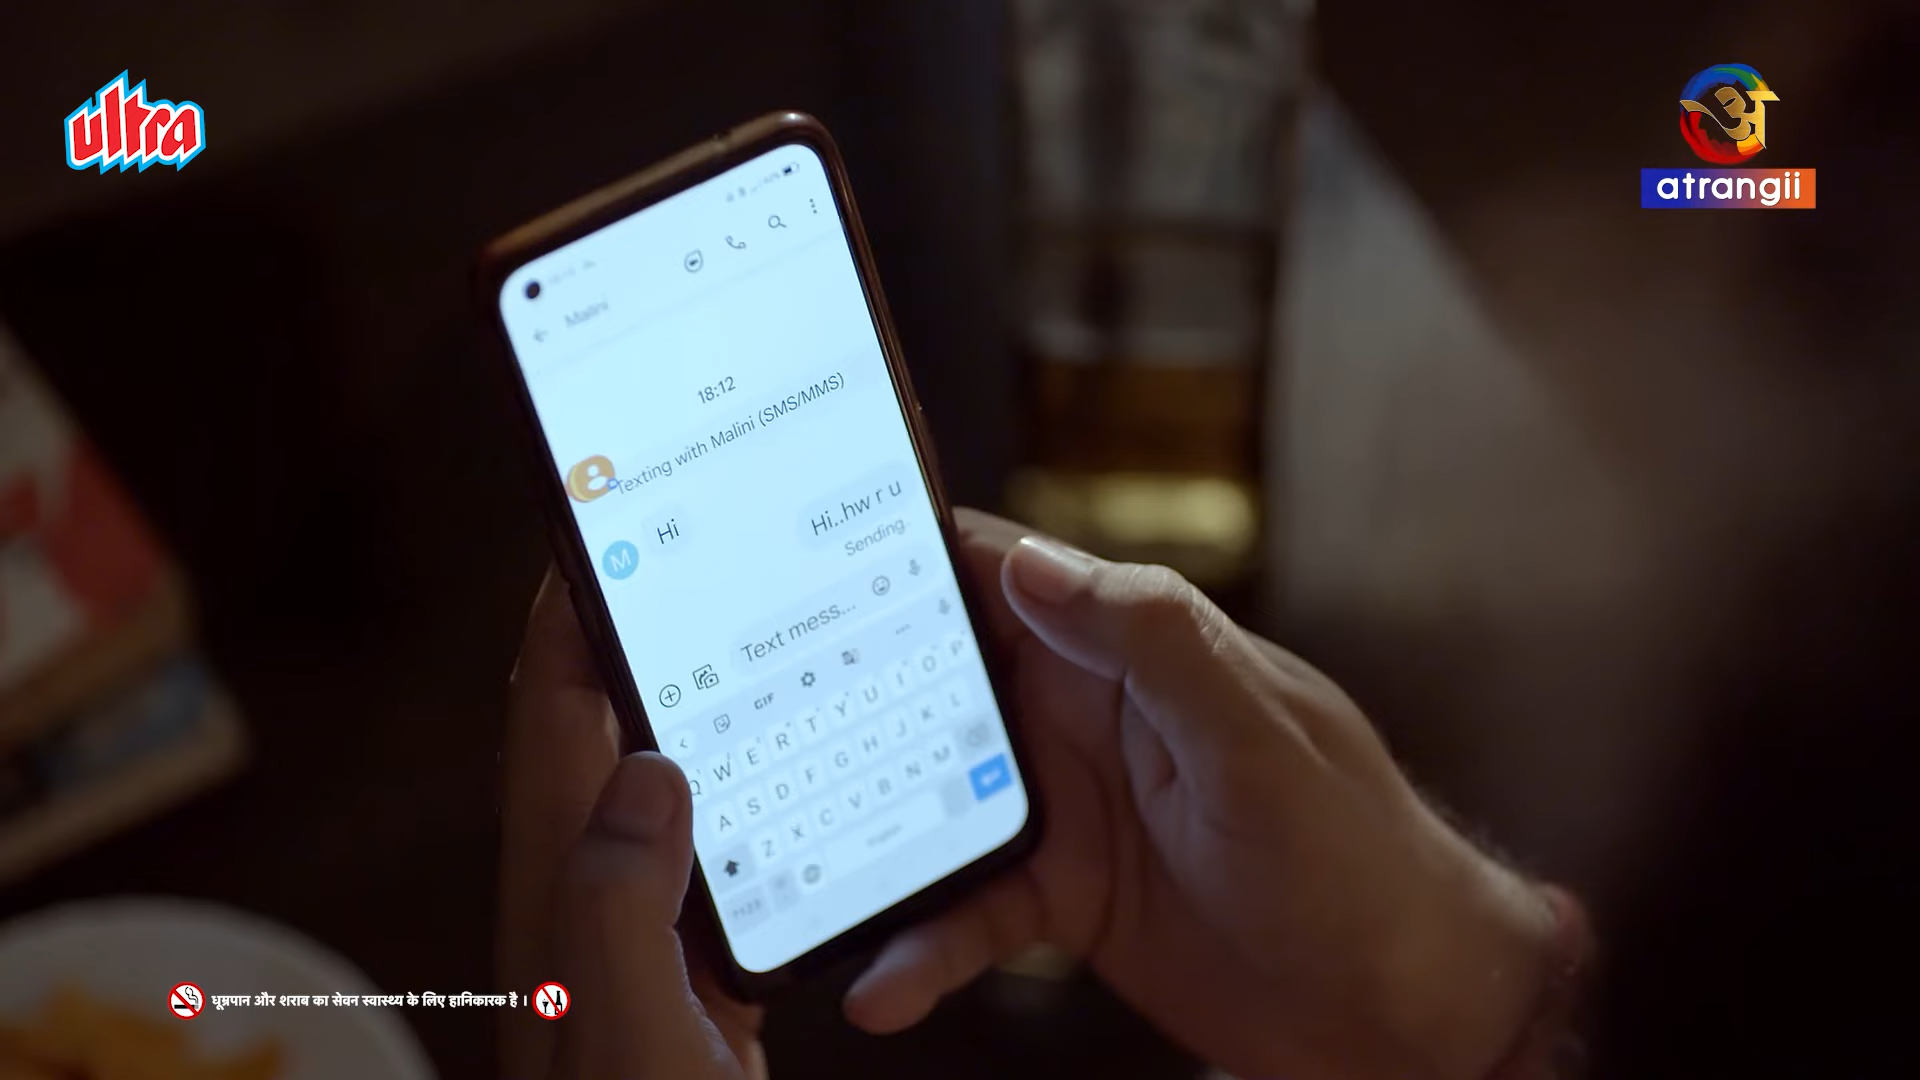 ultra
अ
atrangii
Malini
18:12
Texting with Malini (SMS/MMS)
M
Hi
Hi..hw r u
Sending
Text mess...
GIF
Q W E R T Y U I O P
A S D F G H J K L
Z X C V B N M
धूम्रपान और शराब का सेवन स्वास्थ्य के लिए हानिकारक है ।